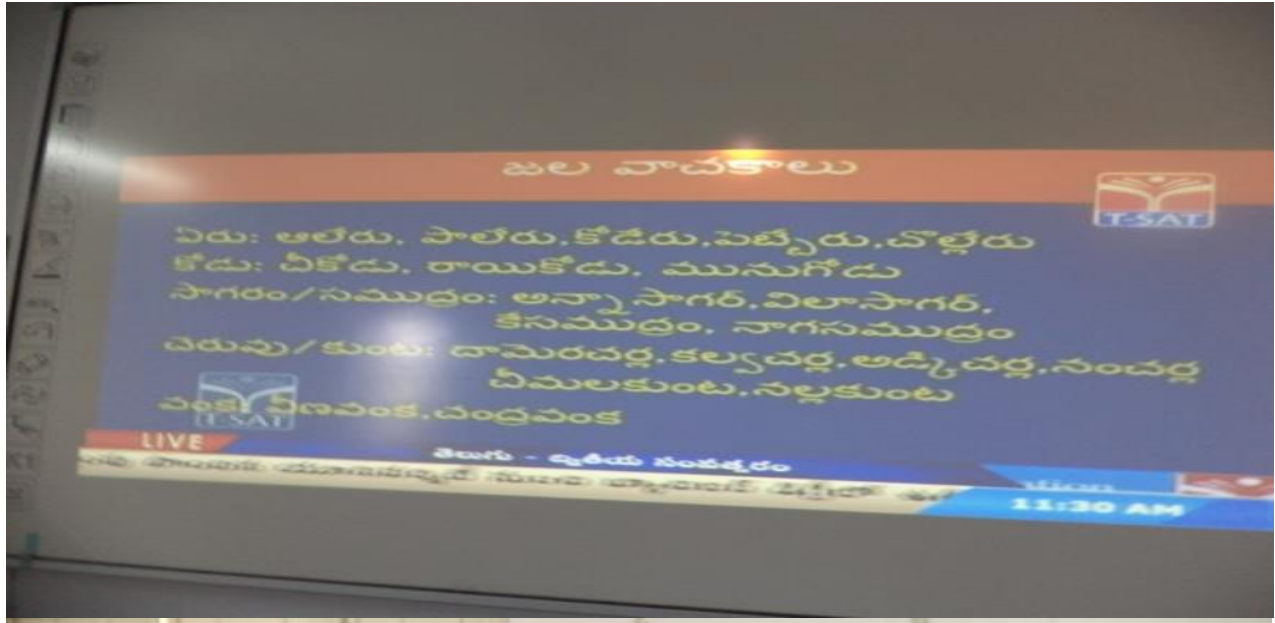 జల వాచకాలు
T-SAT
ఏరు: ఆలేరు, పాలేరు,కోడేరు,పెబ్బేరు,చొల్లేరు
కోడు: చీకోడు, రాయికోడు, మునుగోడు
సాగరం/సముద్రం: అన్నాసాగర్,విలాసాగర్,
కేసముద్రం, నాగసముద్రం
చెరువు/కుంట: దామెరచర్ల,కల్వచర్ల,అడ్కిచర్ల,నంచర్ల
చీమలకుంట,నల్లకుంట
వంక: వీణవంక,చంద్రవంక
T-SAT
LIVE
తెలుగు - ద్వితీయ సంవత్సరం
11:30 AM